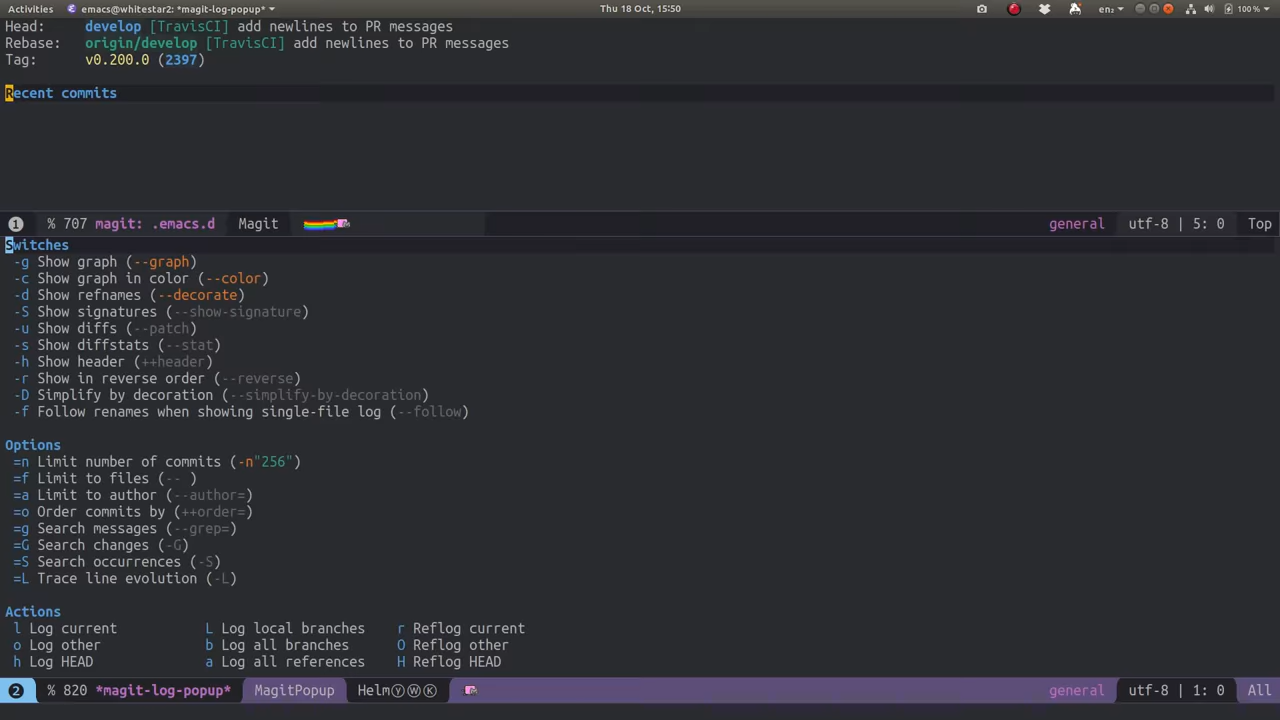 Activities emacs@whitestar2: *magit-log-popup* Thu 18 Oct, 15:50 en₂ 100 %
Head: develop [TravisCI] add newlines to PR messages
Rebase: origin/develop [TravisCI] add newlines to PR messages
Tag: v0.200.0 (2397)
Recent commits
1 % 707 magit: .emacs.d Magit general utf-8 | 5: 0 Top
Switches
-g Show graph (--graph)
-c Show graph in color (--color)
-d Show refnames (--decorate)
-S Show signatures (--show-signature)
-u Show diffs (--patch)
-s Show diffstats (--stat)
-h Show header (++header)
-r Show in reverse order (--reverse)
-D Simplify by decoration (--simplify-by-decoration)
-f Follow renames when showing single-file log (--follow)
Options
=n Limit number of commits (-n"256")
=f Limit to files (-- )
=a Limit to author (--author=)
=o Order commits by (++order=)
=g Search messages (--grep=)
=G Search changes (-G)
=S Search occurrences (-S)
=L Trace line evolution (-L)
Actions
l Log current L Log local branches r Reflog current
o Log other b Log all branches O Reflog other
h Log HEAD a Log all references H Reflog HEAD
2 % 820 *magit-log-popup* MagitPopup HelmⓨⓌⓀ general utf-8 | 1: 0 All